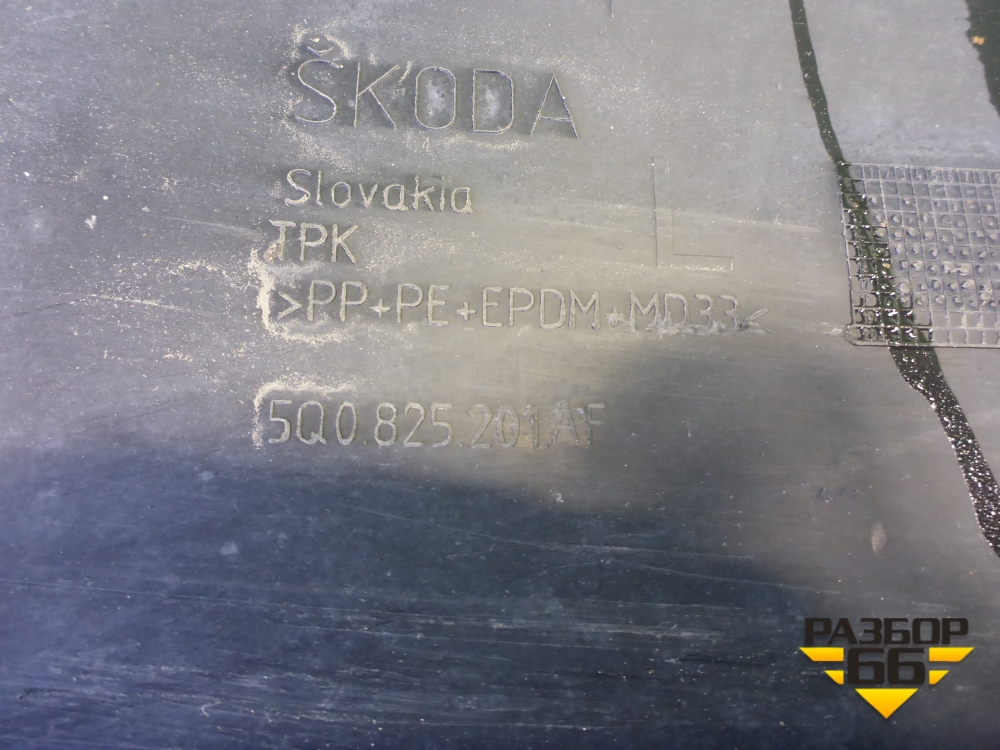 ŠKODA
Slovakia
TPK
L
>PP+PE+EPDM+MD33<
5Q0.825.201.AF
РАЗБОР
66